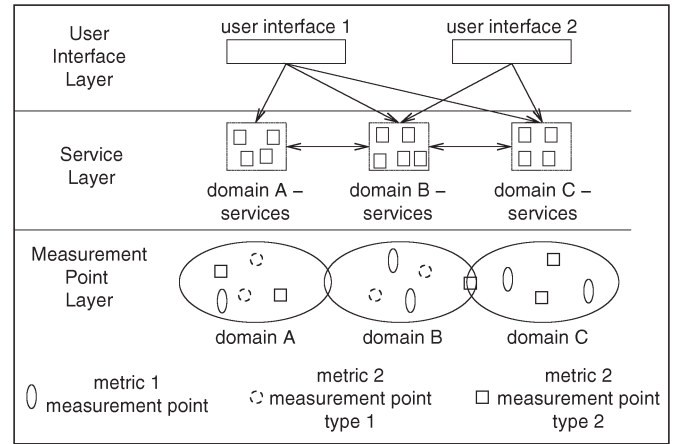 User
Interface
Layer
user interface 1
user interface 2
Service
Layer
domain A –
services
domain B –
services
domain C –
services
Measurement
Point
Layer
domain A
domain B
domain C
metric 1
measurement point
metric 2
measurement point
type 1
metric 2
measurement point
type 2